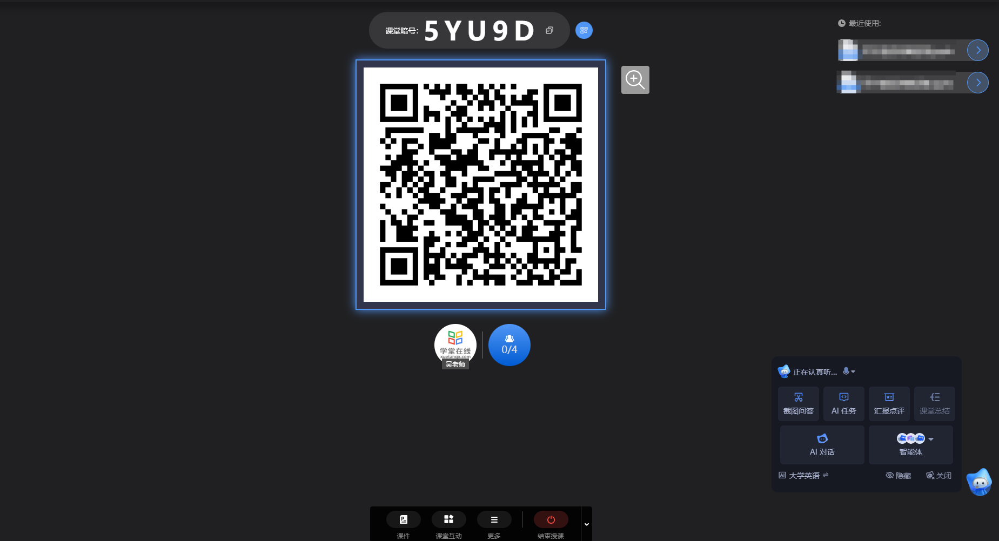 课堂暗号: 5YU9D
最近使用:
学堂在线
xuetangx.com
吴老师
0/4
正在认真听...
截图问答
AI 任务
汇报点评
课堂总结
AI 对话
智能体
AI 大学英语
隐藏
关闭
课件
课堂互动
更多
结束授课